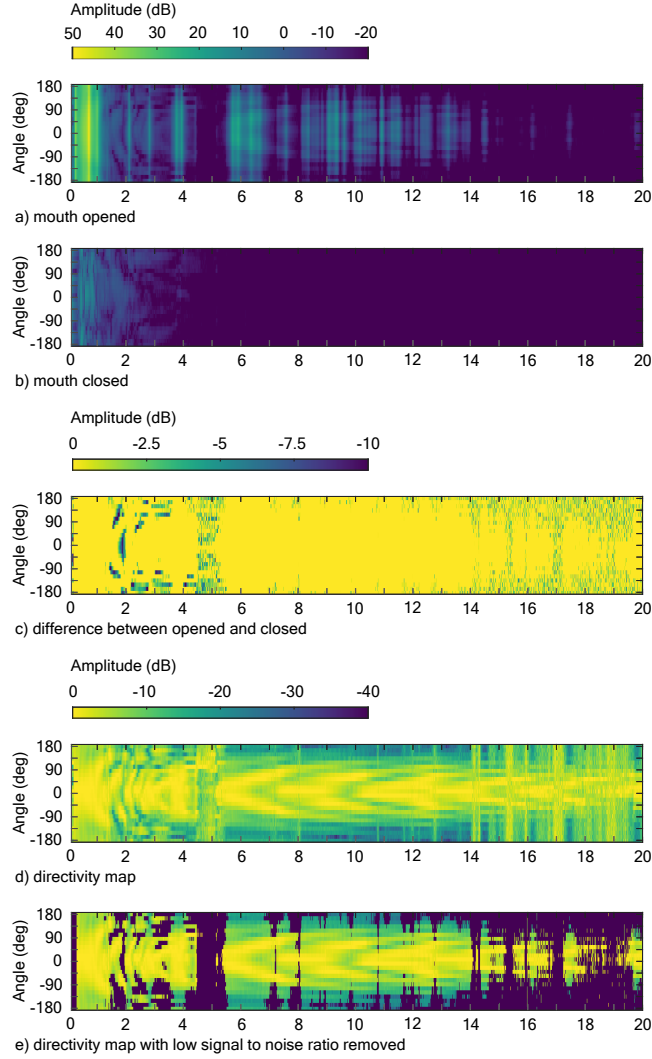 Amplitude (dB)
50 40 30 20 10 0 -10 -20
180
90
0
-90
-180
Angle (deg)
0 1 2 4 6 8 10 12 14 16 18 20
a) mouth opened
180
90
0
-90
-180
Angle (deg)
0 2 4 6 8 10 12 14 16 18 20
b) mouth closed
Amplitude (dB)
0 -2.5 -5 -7.5 -10
180
90
0
-90
-180
Angle (deg)
0 2 4 6 8 10 12 14 16 18 20
c) difference between opened and closed
Amplitude (dB)
0 -10 -20 -30 -40
180
90
0
-90
-180
Angle (deg)
0 2 4 6 8 10 12 14 16 18 20
d) directivity map
180
90
0
-90
-180
Angle (deg)
0 2 4 6 8 10 12 14 16 18 20
e) directivity map with low signal to noise ratio removed